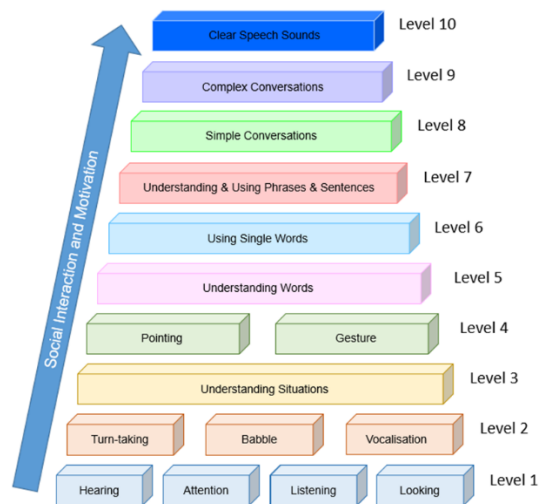 Clear Speech Sounds
Level 10
Complex Conversations
Level 9
Simple Conversations
Level 8
Understanding & Using Phrases & Sentences
Level 7
Using Single Words
Level 6
Understanding Words
Level 5
Pointing
Gesture
Level 4
Understanding Situations
Level 3
Turn-taking
Babble
Vocalisation
Level 2
Hearing
Attention
Listening
Looking
Level 1
Social Interaction and Motivation